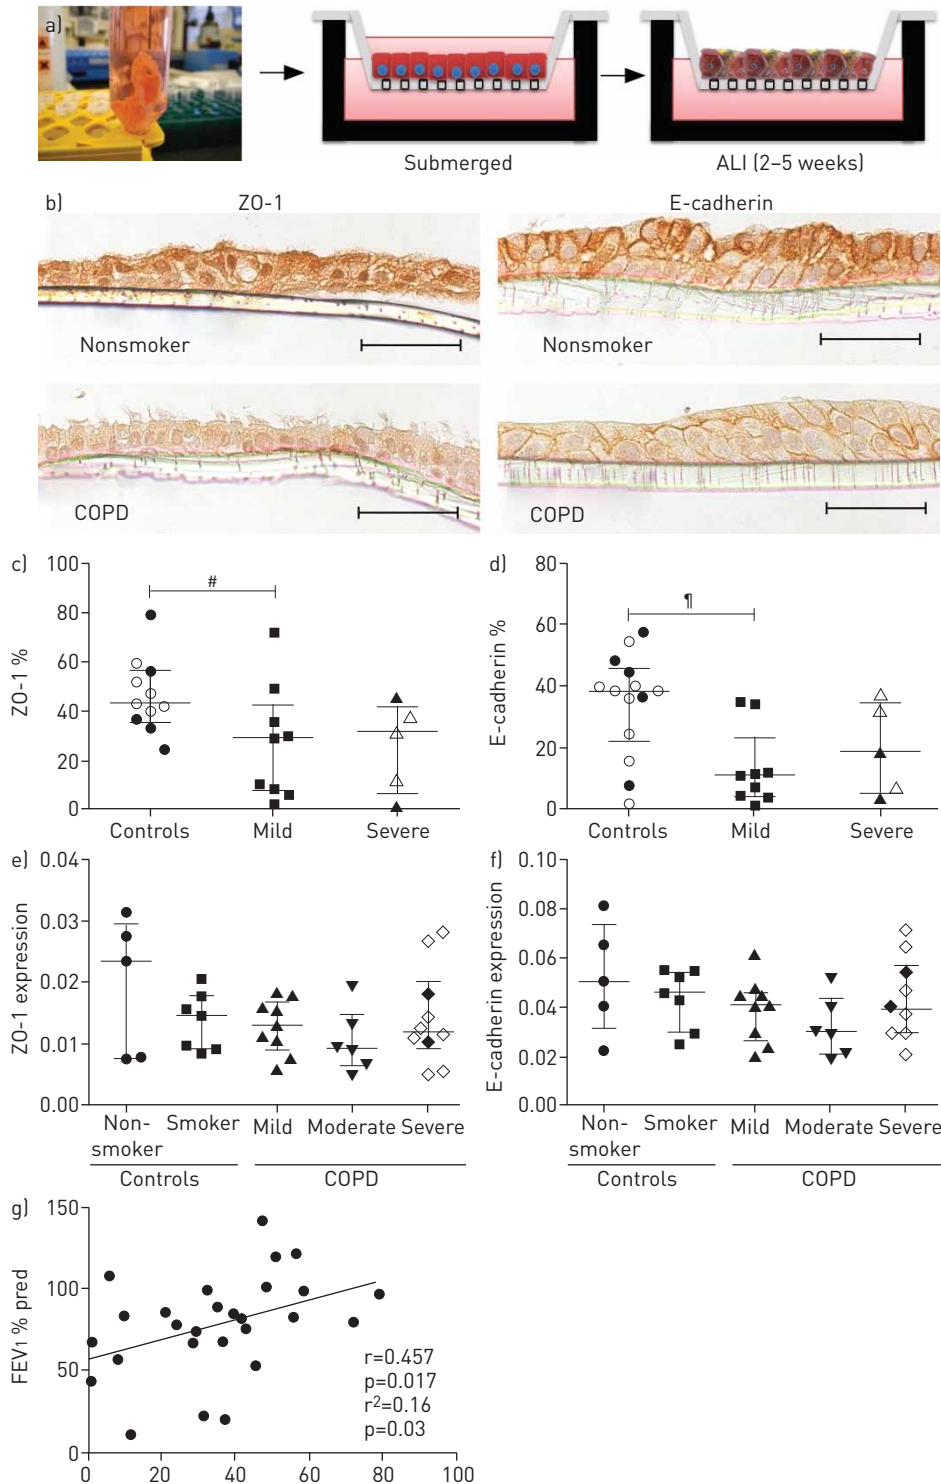 a)
Submerged
ALI (2–5 weeks)
b)
ZO-1
E-cadherin
Nonsmoker
Nonsmoker
COPD
COPD
c)
100
80
60
40
20
0
ZO-1 %
#
Controls
Mild
Severe
d)
80
60
40
20
0
E-cadherin %
¶
Controls
Mild
Severe
e)
0.04
0.03
0.02
0.01
0.00
ZO-1 expression
Non-
smoker
Smoker
Mild
Moderate
Severe
Controls
COPD
f)
0.10
0.08
0.06
0.04
0.02
0.00
E-cadherin expression
Non-
smoker
Smoker
Mild
Moderate
Severe
Controls
COPD
g)
150
100
50
0
FEV1 % pred
r=0.457
p=0.017
r²=0.16
p=0.03
0
20
40
60
80
100